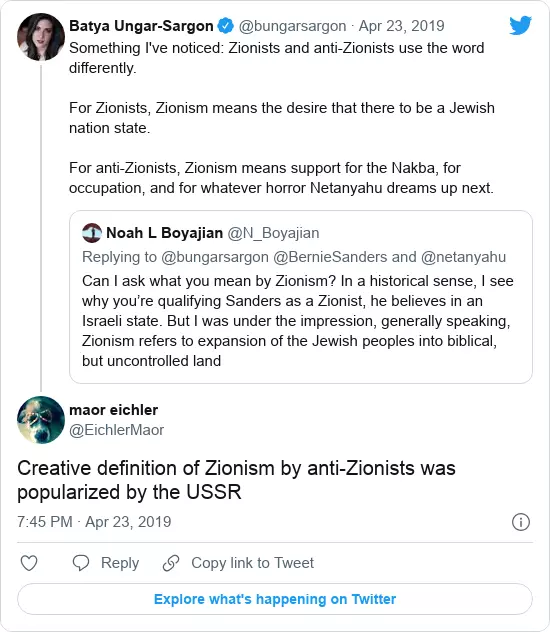 Batya Ungar-Sargon @bungarsargon · Apr 23, 2019
Something I've noticed: Zionists and anti-Zionists use the word
differently.
For Zionists, Zionism means the desire that there to be a Jewish
nation state.
For anti-Zionists, Zionism means support for the Nakba, for
occupation, and for whatever horror Netanyahu dreams up next.
Noah L Boyajian @N_Boyajian
Replying to @bungarsargon @BernieSanders and @netanyahu
Can I ask what you mean by Zionism? In a historical sense, I see
why you’re qualifying Sanders as a Zionist, he believes in an
Israeli state. But I was under the impression, generally speaking,
Zionism refers to expansion of the Jewish peoples into biblical,
but uncontrolled land
maor eichler
@EichlerMaor
Creative definition of Zionism by anti-Zionists was
popularized by the USSR
7:45 PM · Apr 23, 2019
Reply Copy link to Tweet
Explore what's happening on Twitter